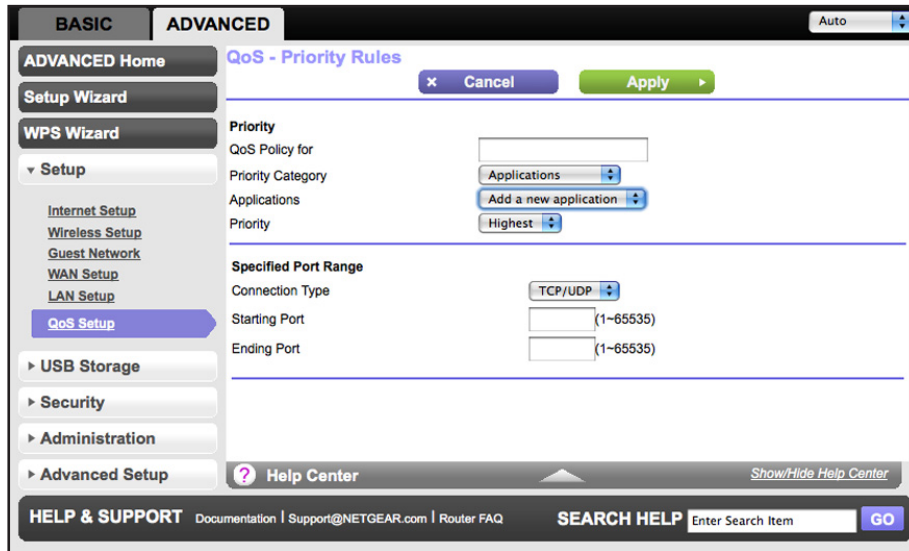 BASIC
ADVANCED
Auto
ADVANCED Home
Setup Wizard
WPS Wizard
Setup
Internet Setup
Wireless Setup
Guest Network
WAN Setup
LAN Setup
QoS Setup
USB Storage
Security
Administration
Advanced Setup
QoS - Priority Rules
Cancel
Apply
Priority
QoS Policy for
Priority Category Applications
Applications Add a new application
Priority Highest
Specified Port Range
Connection Type TCP/UDP
Starting Port (1~65535)
Ending Port (1~65535)
? Help Center Show/Hide Help Center
HELP & SUPPORT Documentation | Support@NETGEAR.com | Router FAQ SEARCH HELP Enter Search Item GO